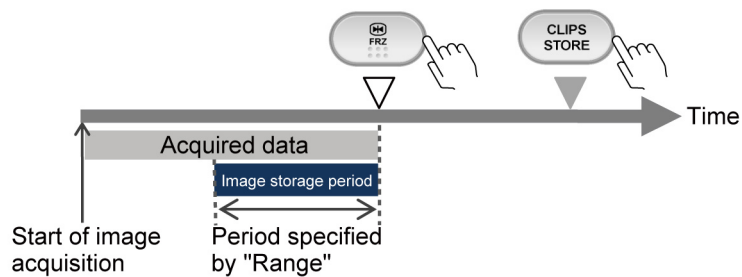 FRZ
CLIPS
STORE
Time
Acquired data
Image storage period
Start of image
acquisition
Period specified
by "Range"